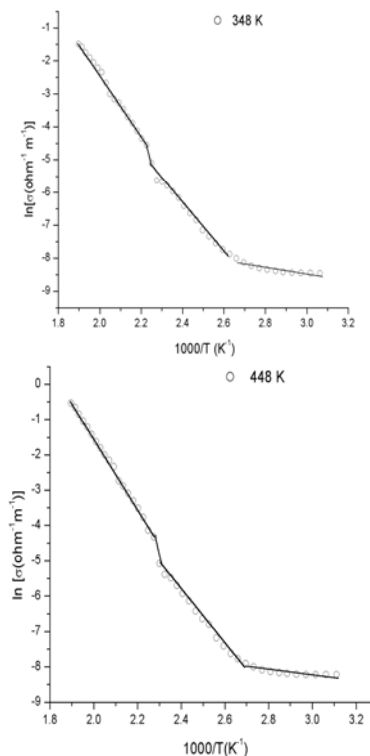 ○ 348 K
-1
-2
-3
-4
-5
-6
-7
-8
-9
ln[σ(ohm⁻¹ m⁻¹)]
1.8 2.0 2.2 2.4 2.6 2.8 3.0 3.2
1000/T (K⁻¹)
○ 448 K
0
-1
-2
-3
-4
-5
-6
-7
-8
-9
ln [σ(ohm⁻¹m⁻¹)]
1.8 2.0 2.2 2.4 2.6 2.8 3.0 3.2
1000/T(K⁻¹)